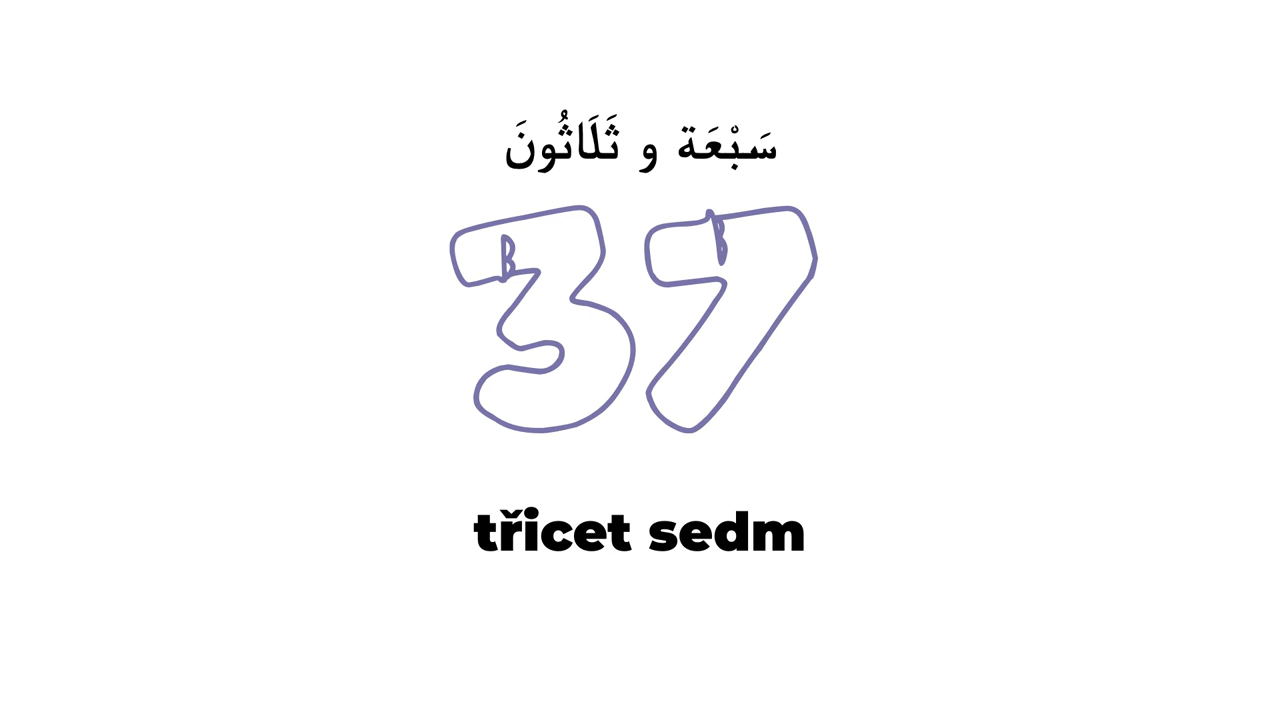 سَبْعَة و ثَلَاثُونَ
37
třicet sedm